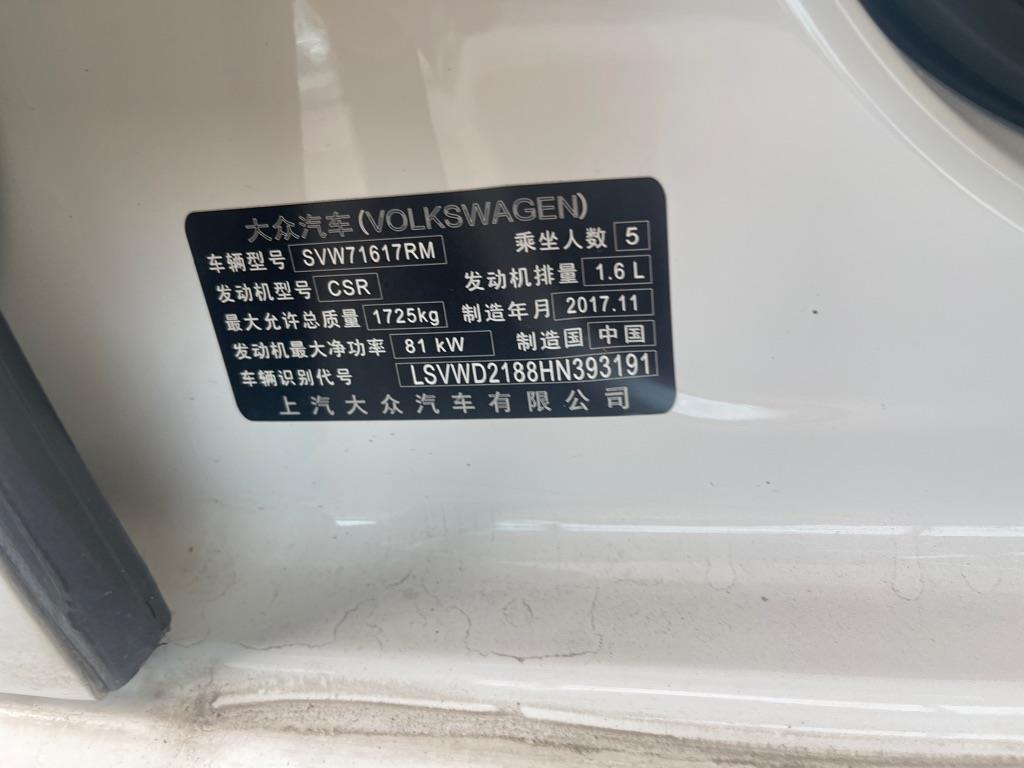 大众汽车(VOLKSWAGEN)
车辆型号 SVW71617RM 乘坐人数 5
发动机型号 CSR 发动机排量 1.6 L
最大允许总质量 1725kg 制造年月 2017.11
发动机最大净功率 81 kW 制造国 中国
车辆识别代号 LSVWD2188HN393191
上汽大众汽车有限公司